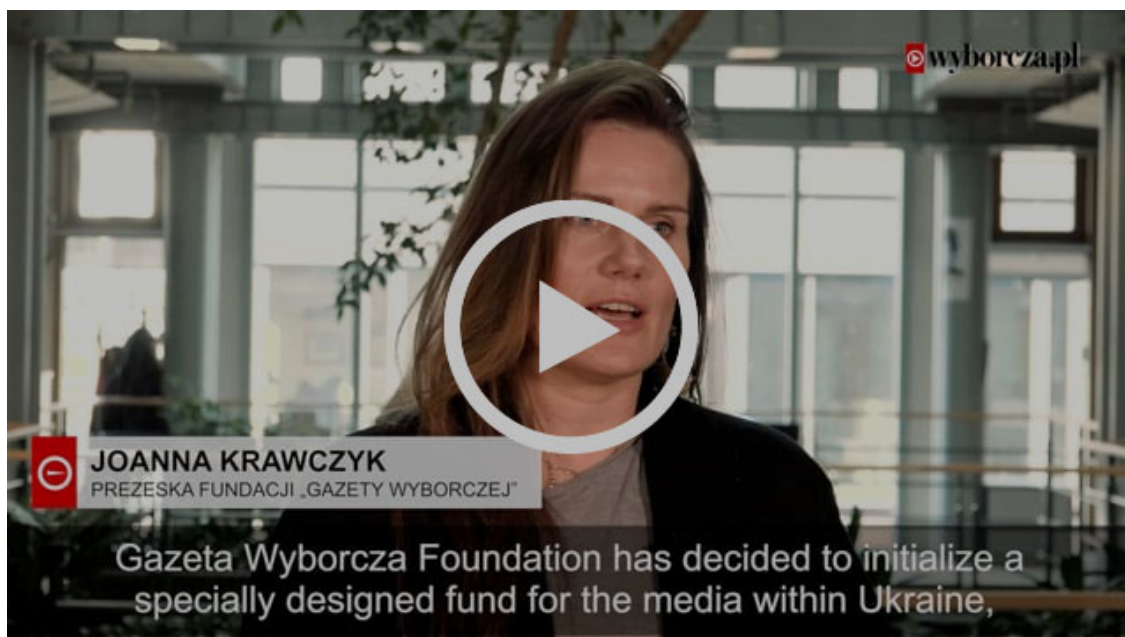 wyborcza.pl
JOANNA KRAWCZYK
PREZESKA FUNDACJI „GAZETY WYBORCZEJ”
Gazeta Wyborcza Foundation has decided to initialize a
specially designed fund for the media within Ukraine,